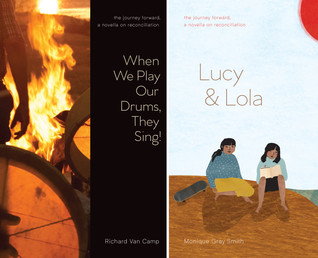 the journey forward,
a novella on reconciliation
When
We Play
Our
Drums,
They
Sing!
Richard Van Camp
the journey forward,
a novella on reconciliation
Lucy
& Lola
Monique Gray Smith